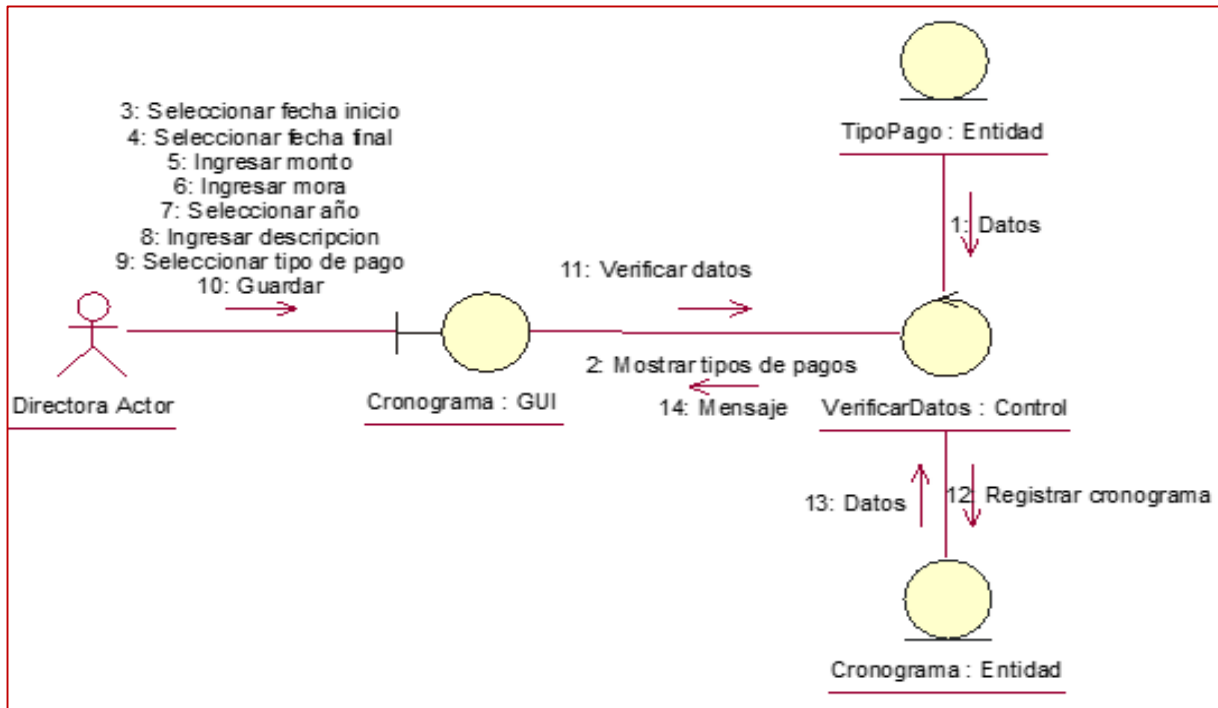 3: Seleccionar fecha inicio
4: Seleccionar fecha final
5: Ingresar monto
6: Ingresar mora
7: Seleccionar año
8: Ingresar descripcion
9: Seleccionar tipo de pago
10: Guardar
TipoPago : Entidad
1: Datos
11: Verificar datos
2: Mostrar tipos de pagos
14: Mensaje
Directora Actor
Cronograma : GUI
VerificarDatos : Control
13: Datos
12: Registrar cronograma
Cronograma : Entidad